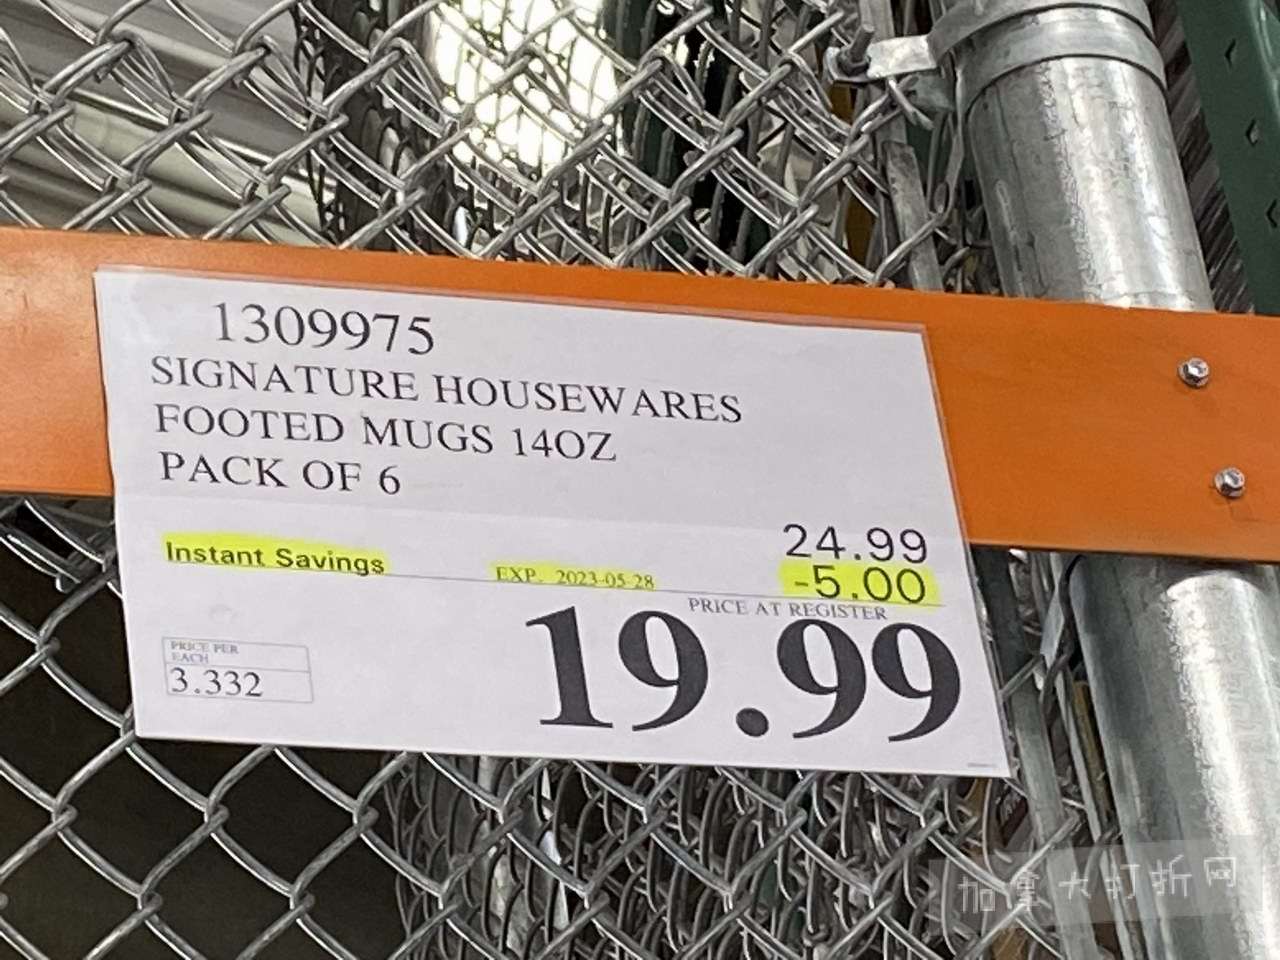 1309975
SIGNATURE HOUSEWARES
FOOTED MUGS 14OZ
PACK OF 6
24.99
Instant Savings EXP. 2023-05-28 -5.00
PRICE AT REGISTER
19.99
PRICE PER
EACH
3.332
加拿大打折网